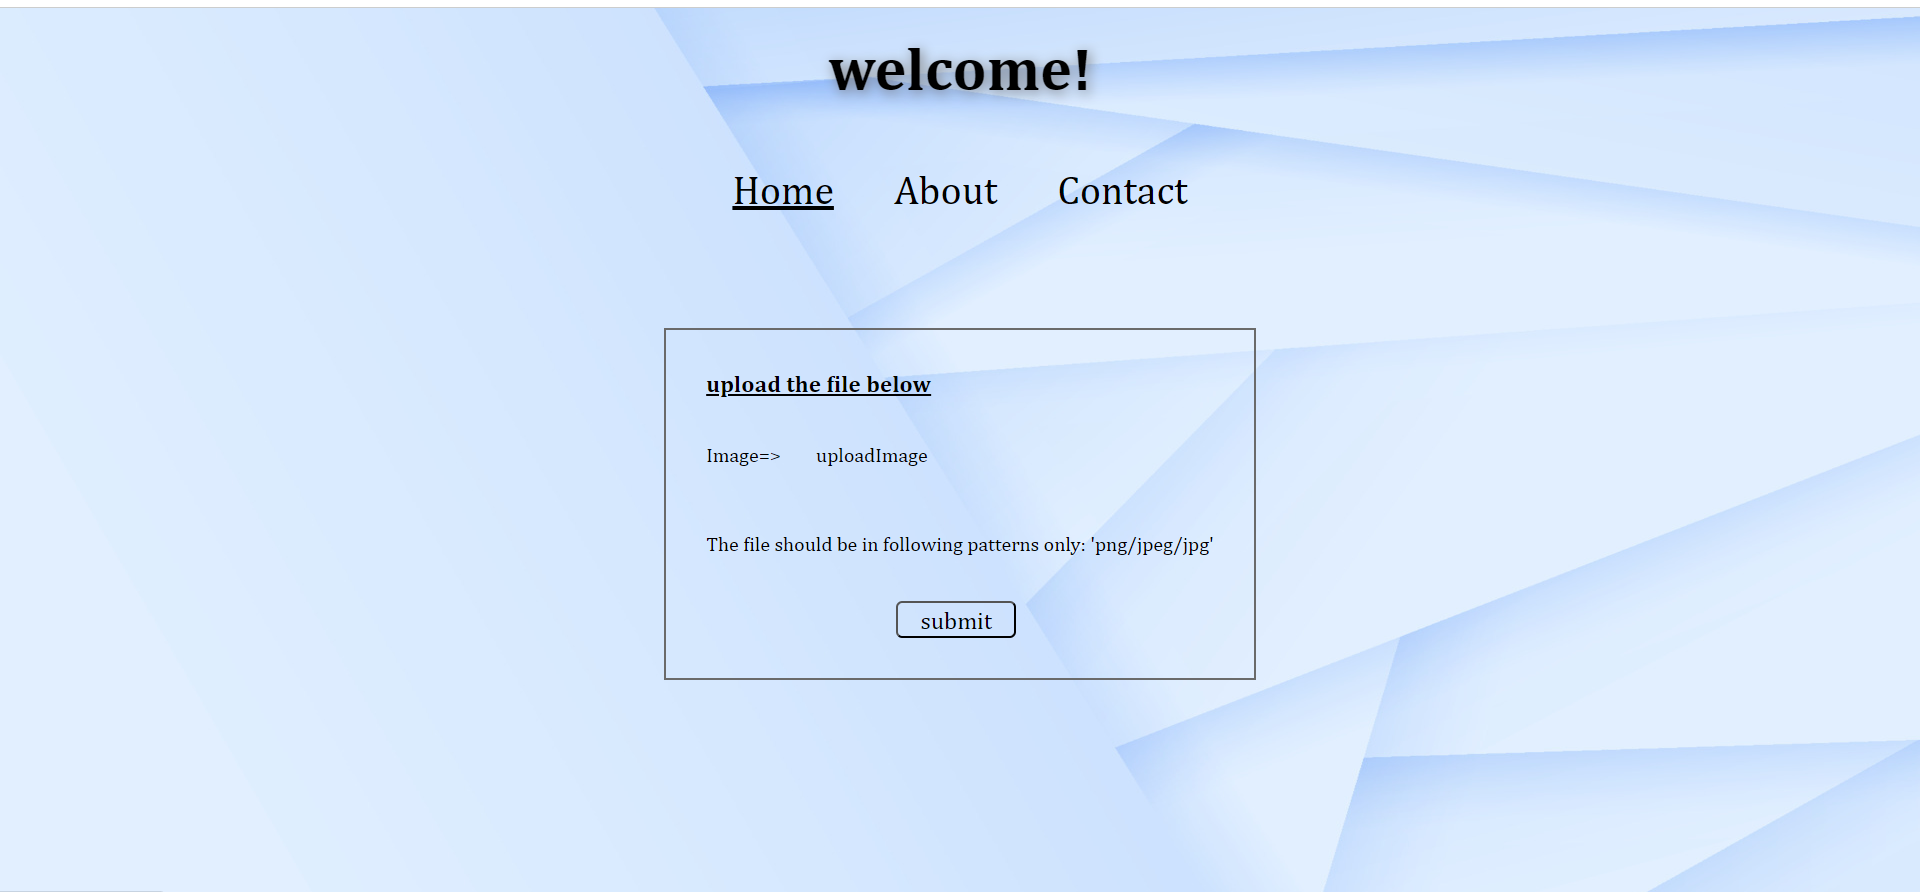 welcome!
Home About Contact
upload the file below
Image=> uploadImage
The file should be in following patterns only: 'png/jpeg/jpg'
submit